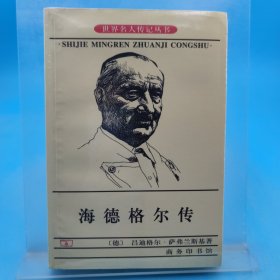 世界名人传记丛书
·SHIJIE MINGREN ZHUANJI CONGSHU·
海德格尔传
〔德〕 吕迪格尔·萨弗兰斯基著
商务印书馆